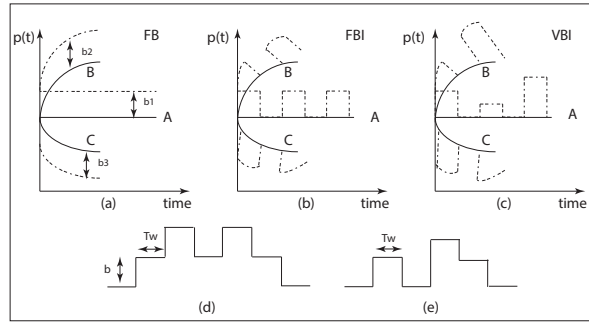 p(t) FB
b2
B
b1
A
C
b3
(a) time
p(t) FBI
B
A
C
(b) time
p(t) VBI
B
A
C
(c) time
Tw
b
(d)
Tw
(e)